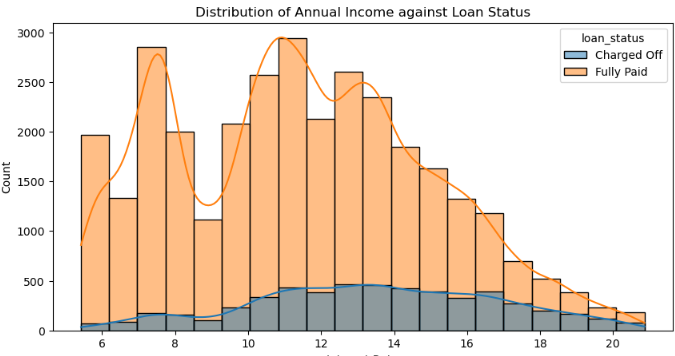 Distribution of Annual Income against Loan Status
loan_status
Charged Off
Fully Paid
3000
2500
2000
1500
1000
500
0
Count
6 8 10 12 14 16 18 20